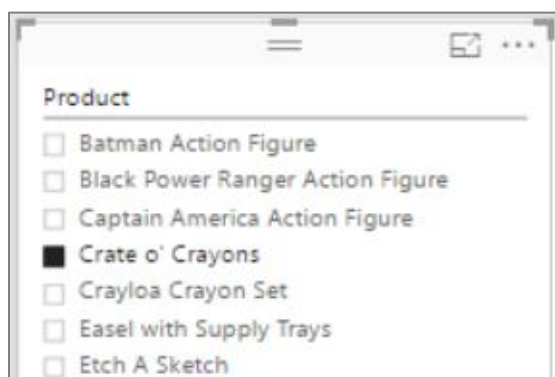 Product
Batman Action Figure
Black Power Ranger Action Figure
Captain America Action Figure
Crate o' Crayons
Crayloa Crayon Set
Easel with Supply Trays
Etch A Sketch